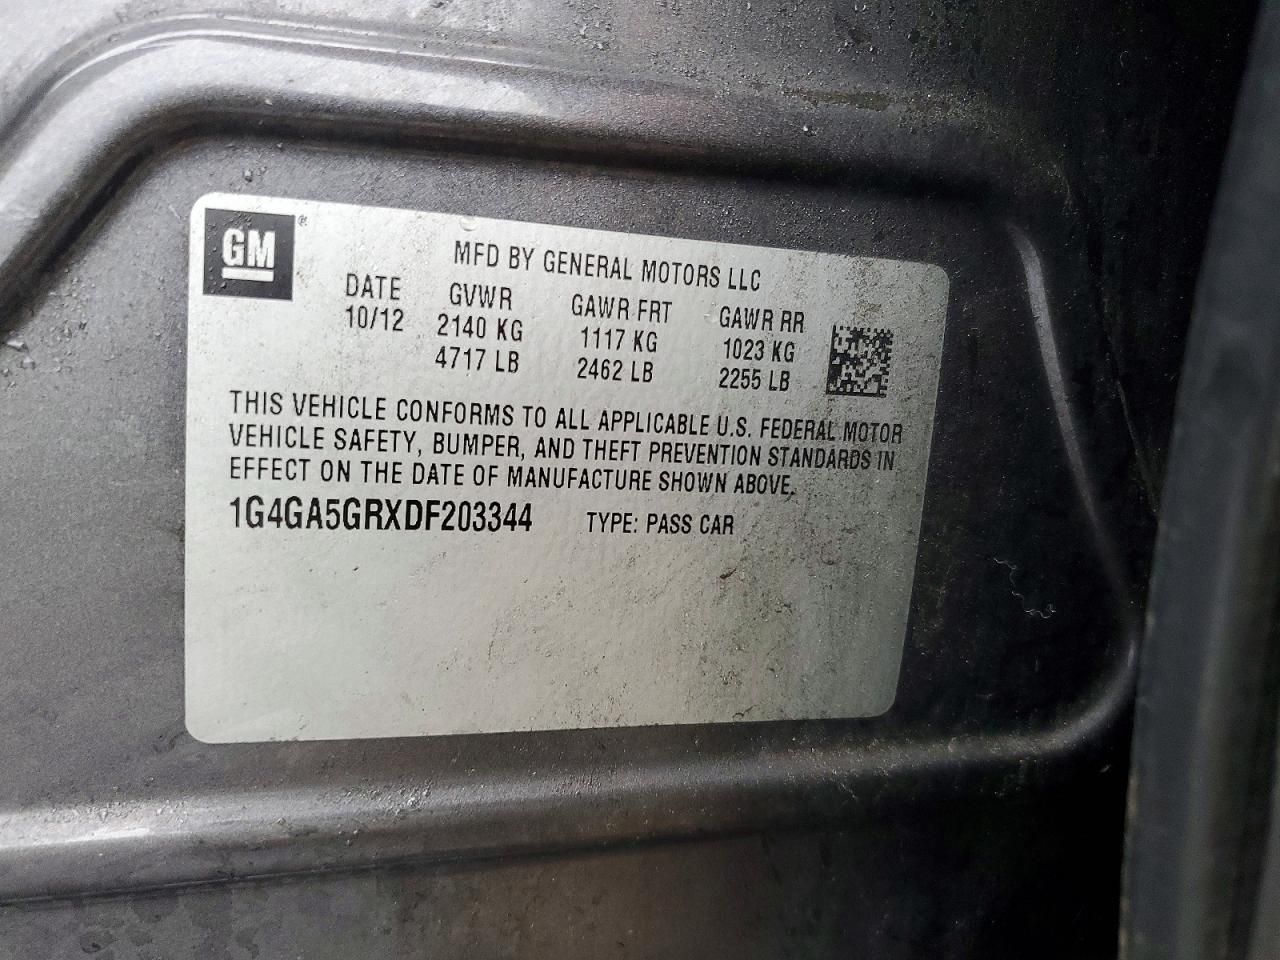 GM ®
MFD BY GENERAL MOTORS LLC
DATE GVWR GAWR FRT GAWR RR
10/12 2140 KG 1117 KG 1023 KG
4717 LB 2462 LB 2255 LB
THIS VEHICLE CONFORMS TO ALL APPLICABLE U.S. FEDERAL MOTOR
VEHICLE SAFETY, BUMPER, AND THEFT PREVENTION STANDARDS IN
EFFECT ON THE DATE OF MANUFACTURE SHOWN ABOVE.
1G4GA5GRXDF203344 TYPE: PASS CAR